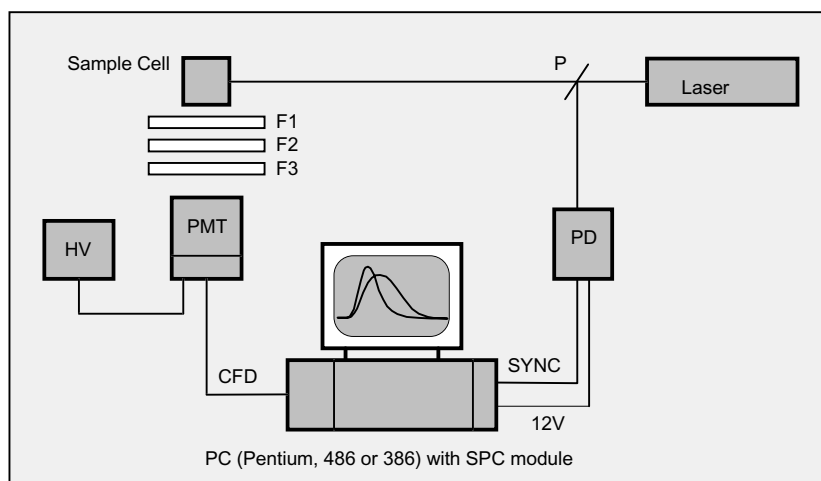 Sample Cell
P
Laser
F1
F2
F3
HV
PMT
PD
CFD
SYNC
12V
PC (Pentium, 486 or 386) with SPC module